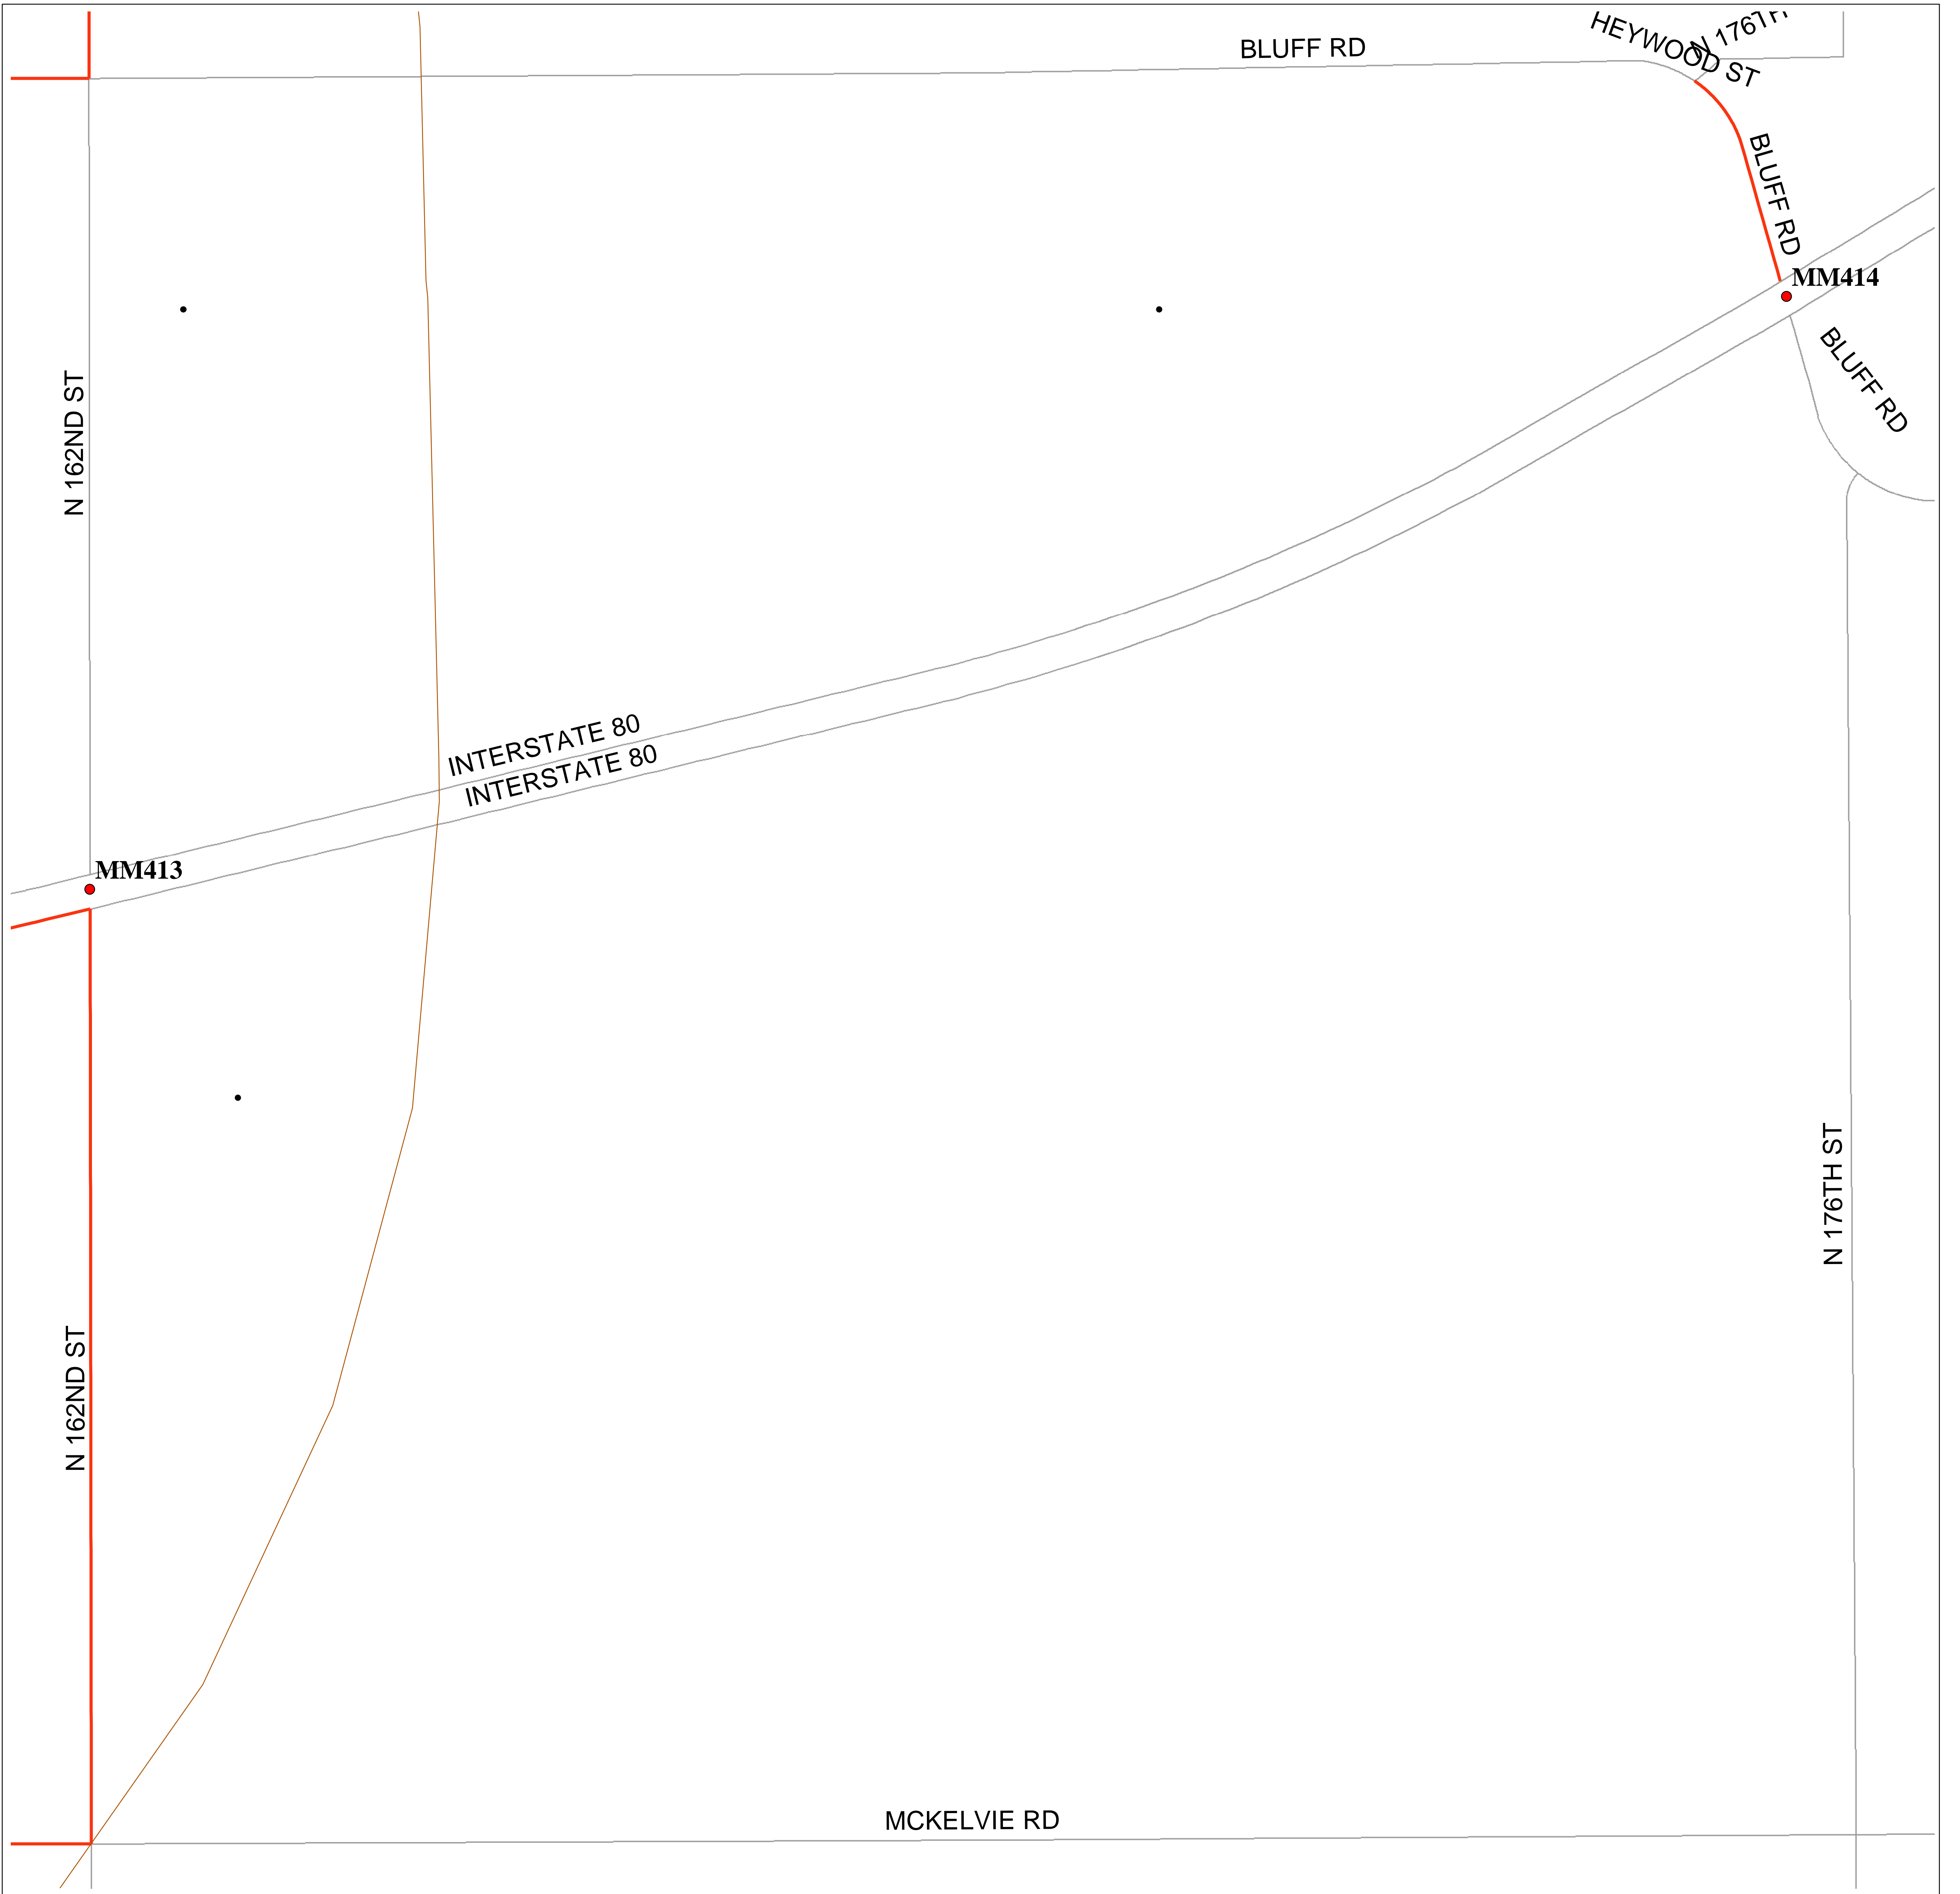 HEYWOOD ST
N 176TH
BLUFF RD
BLUFF RD
MM414
BLUFF RD
N 162ND ST
INTERSTATE 80
INTERSTATE 80
MM413
N 176TH ST
N 162ND ST
MCKELVIE RD